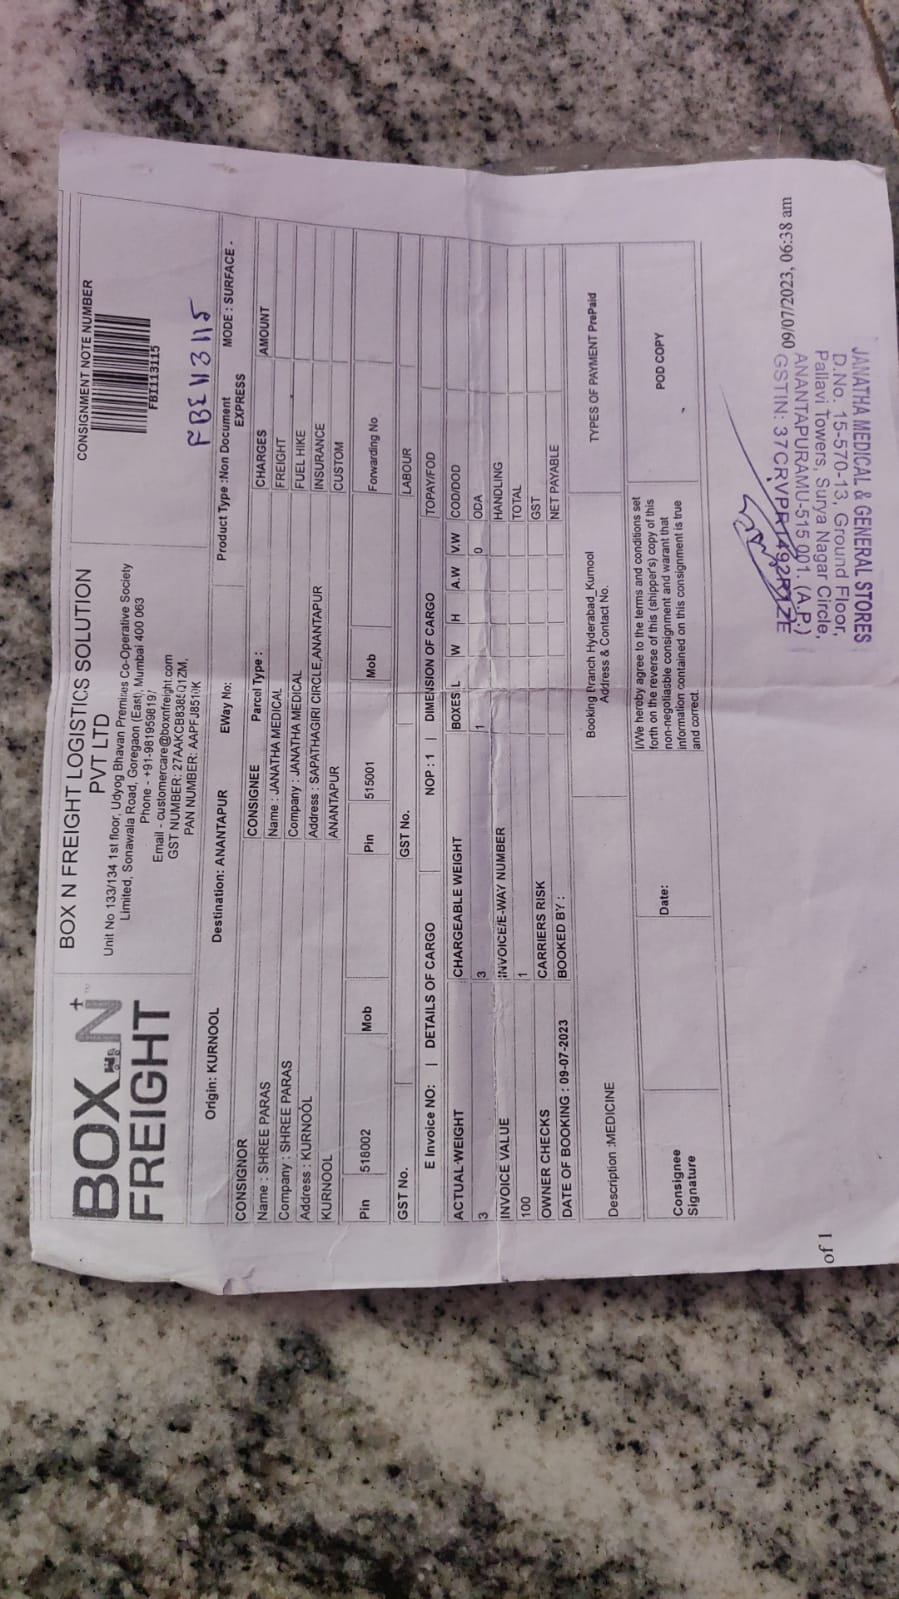 BOX N+
FREIGHT
BOX N FREIGHT LOGISTICS SOLUTION
PVT LTD
Unit No 133/134 1st floor, Udyog Bhavan Premises Co-Operative Society
Limited, Sonawala Road, Goregaon (East), Mumbai 400 063
Phone - +91-981959819/
Email - customercare@boxnfreight.com
GST NUMBER: 27AAKCB8385Q1ZM,
PAN NUMBER: AAPFJ8510K
CONSIGNMENT NOTE NUMBER
FBI113115
Origin: KURNOOL Destination: ANANTAPUR EWay No: Product Type :Non Document MODE : SURFACE -
EXPRESS
CONSIGNOR CONSIGNEE Parcel Type : CHARGES AMOUNT
Name : SHREE PARAS Name : JANATHA MEDICAL FREIGHT
Company : SHREE PARAS Company : JANATHA MEDICAL FUEL HIKE
Address : KURNOOL Address : SAPATHAGIRI CIRCLE,ANANTAPUR INSURANCE
KURNOOL ANANTAPUR CUSTOM
Pin 518002 Mob Pin 515001 Mob Forwarding No
GST No. GST No. LABOUR
E Invoice NO: | DETAILS OF CARGO NOP : 1 | DIMENSION OF CARGO TOPAY/FOD
ACTUAL WEIGHT CHARGEABLE WEIGHT BOXES L W H A.W V.W COD/DOD
3 3 1 0 ODA
INVOICE VALUE INVOICE/E-WAY NUMBER HANDLING
100 1 TOTAL
OWNER CHECKS CARRIERS RISK GST
DATE OF BOOKING : 09-07-2023 BOOKED BY : NET PAYABLE
Description :MEDICINE
Booking Branch Hyderabad_Kurnool
Address & Contact No.
TYPES OF PAYMENT PrePaid
Consignee
Signature
Date:
I/We hereby agree to the terms and conditions set
forth on the reverse of this (shipper's) copy of this
non-negotiasble consignment and warrant that
information contained on this consignment is true
and correct.
POD COPY
of 1
09/07/2023, 06:38 am
JANATHA MEDICAL & GENERAL STORES
D.No. 15-570-13, Ground Floor,
Pallavi Towers, Surya Nagar Circle,
ANANTAPURAMU-515 001. (A.P.)